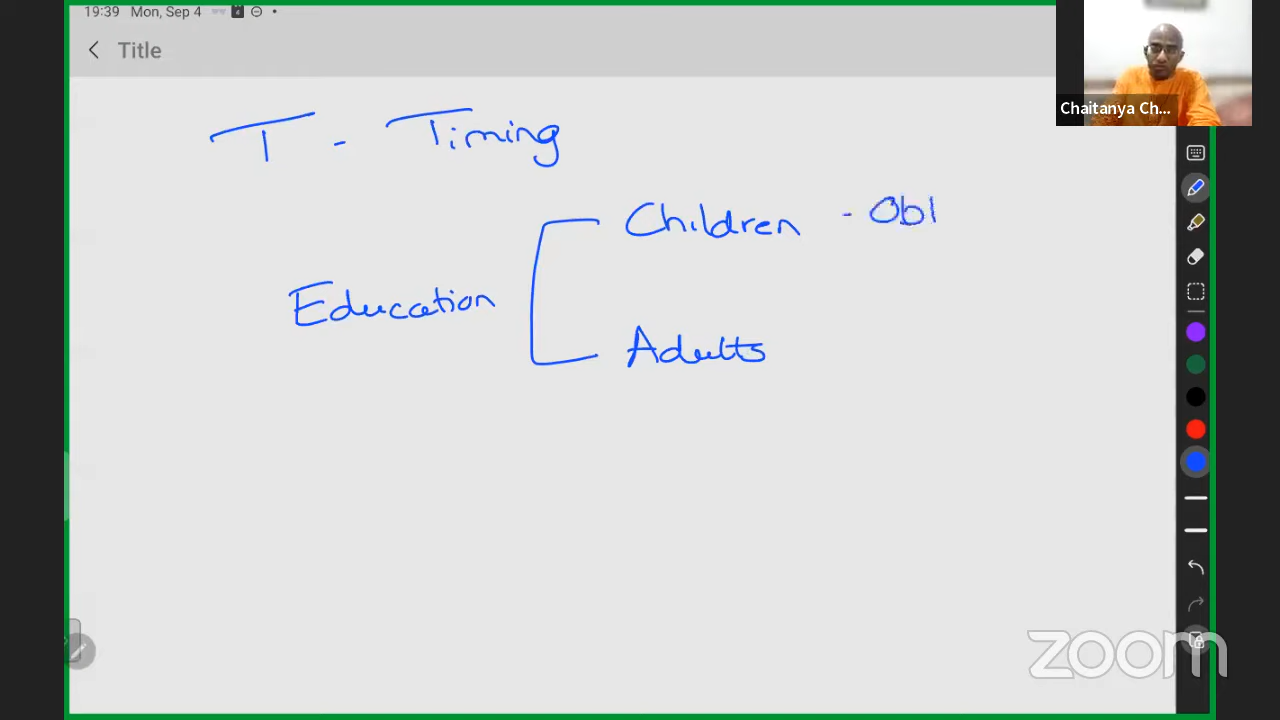 19:39 Mon, Sep 4
Title
Chaitanya Ch...
T - Timing
Children - Obl
Education
Adults
zoom